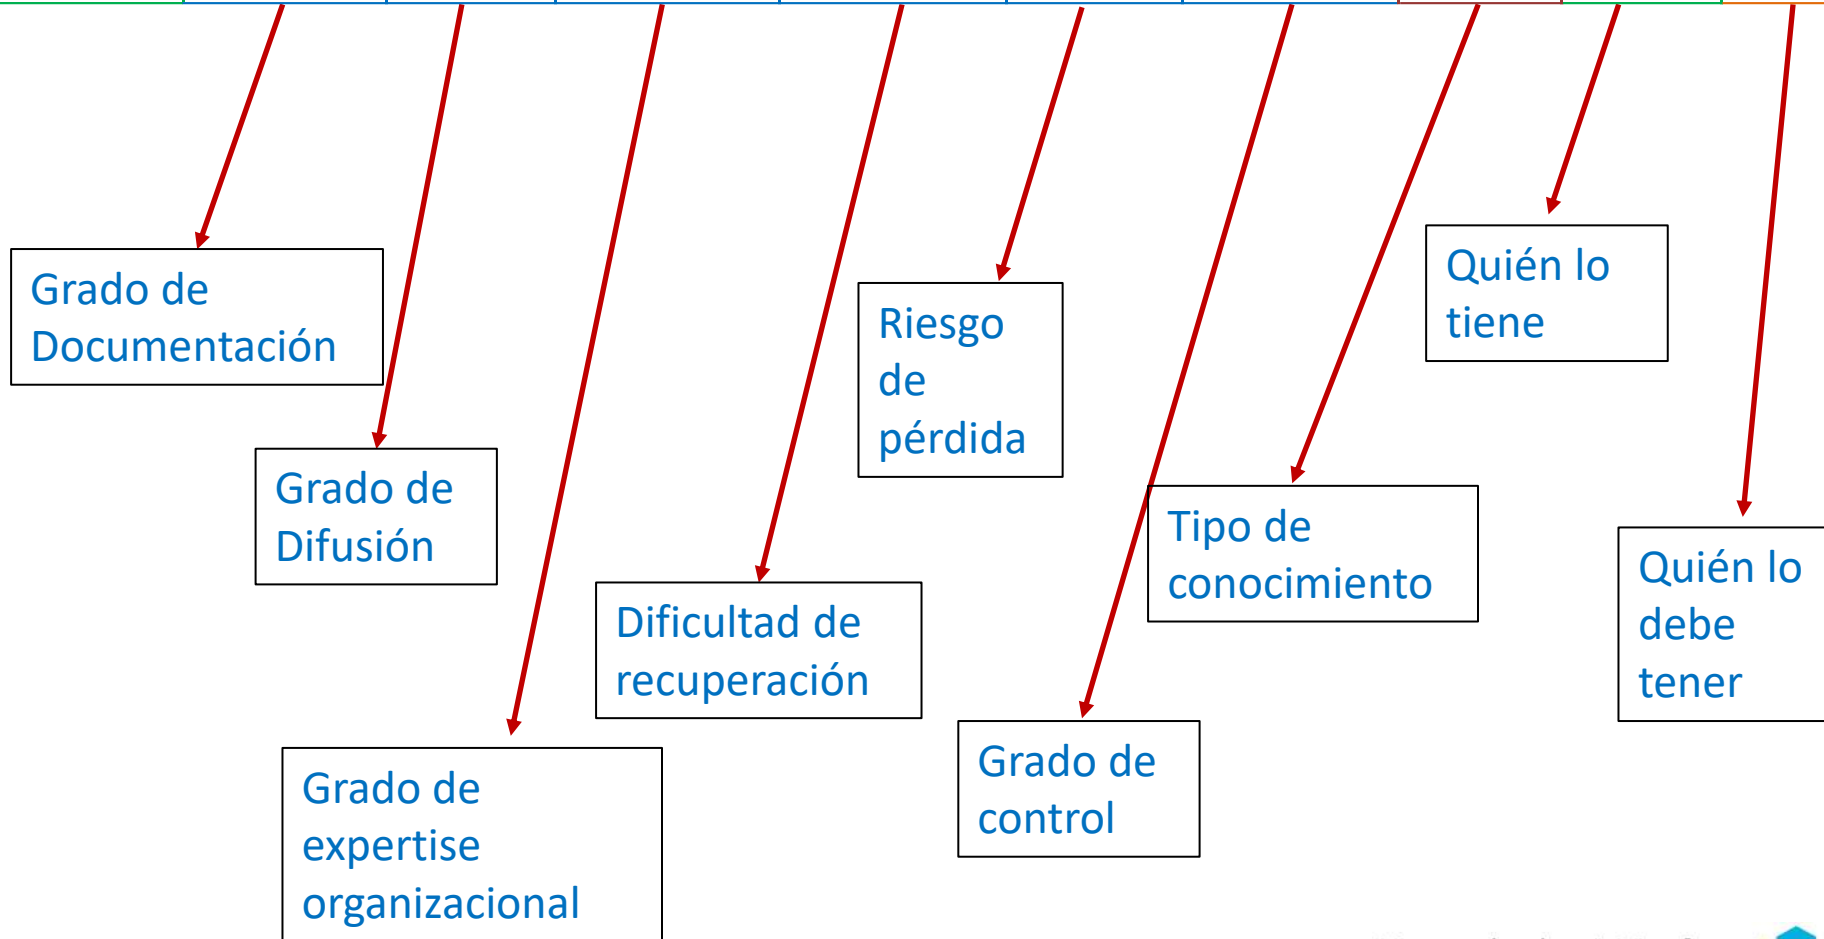 Grado de
Documentación
Grado de
Difusión
Grado de
expertise
organizacional
Dificultad de
recuperación
Riesgo
de
pérdida
Grado de
control
Tipo de
conocimiento
Quién lo
tiene
Quién lo
debe
tener